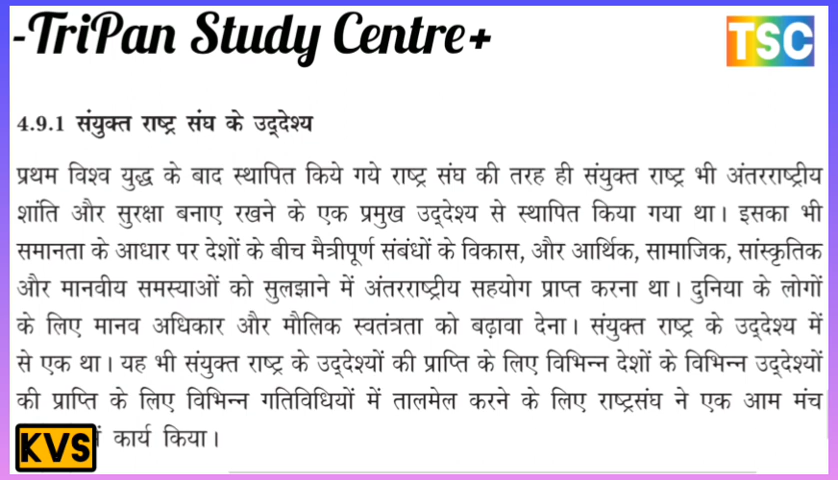 -TriPan Study Centre+
TSC
4.9.1 संयुक्त राष्ट्र संघ के उद्देश्य
प्रथम विश्व युद्ध के बाद स्थापित किये गये राष्ट्र संघ की तरह ही संयुक्त राष्ट्र भी अंतरराष्ट्रीय
शांति और सुरक्षा बनाए रखने के एक प्रमुख उद्देश्य से स्थापित किया गया था। इसका भी
समानता के आधार पर देशों के बीच मैत्रीपूर्ण संबंधों के विकास, और आर्थिक, सामाजिक, सांस्कृतिक
और मानवीय समस्याओं को सुलझाने में अंतरराष्ट्रीय सहयोग प्राप्त करना था। दुनिया के लोगों
के लिए मानव अधिकार और मौलिक स्वतंत्रता को बढ़ावा देना। संयुक्त राष्ट्र के उद्देश्य में
से एक था। यह भी संयुक्त राष्ट्र के उद्देश्यों की प्राप्ति के लिए विभिन्न देशों के विभिन्न उद्देश्यों
की प्राप्ति के लिए विभिन्न गतिविधियों में तालमेल करने के लिए राष्ट्रसंघ ने एक आम मंच
कार्य किया।
KVS